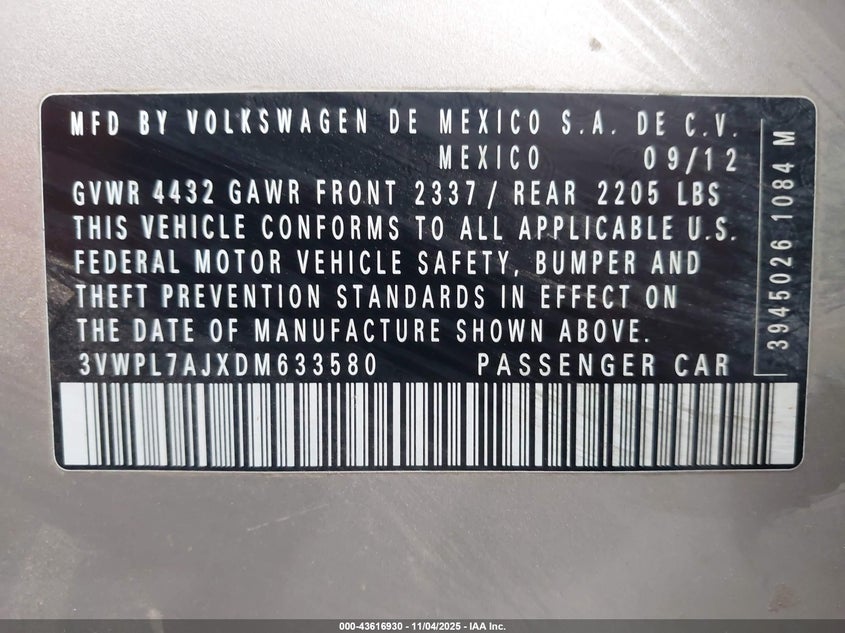 MFD BY VOLKSWAGEN DE MEXICO S.A. DE C.V.
MEXICO 09/12
GVWR 4432 GAWR FRONT 2337/ REAR 2205 LBS
THIS VEHICLE CONFORMS TO ALL APPLICABLE U.S.
FEDERAL MOTOR VEHICLE SAFETY, BUMPER AND
THEFT PREVENTION STANDARDS IN EFFECT ON
THE DATE OF MANUFACTURE SHOWN ABOVE.
3VWPL7AJXDM633580 PASSENGER CAR
3945026 1084 M
000-43616930 - 11/04/2025 - IAA Inc.